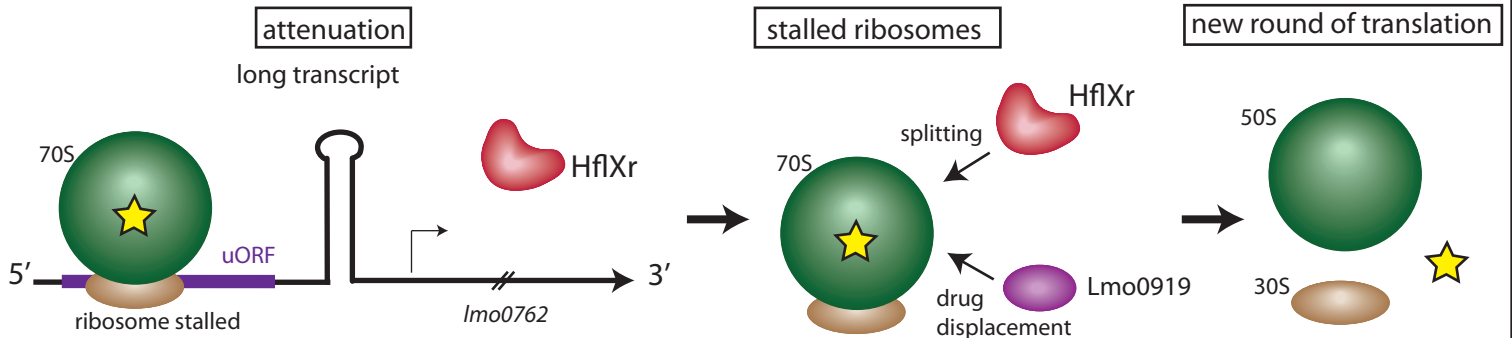 attenuation
long transcript
70S
HflXr
uORF
5′
3′
ribosome stalled
lmo0762
stalled ribosomes
HflXr
splitting
70S
Lmo0919
drug
displacement
new round of translation
50S
30S